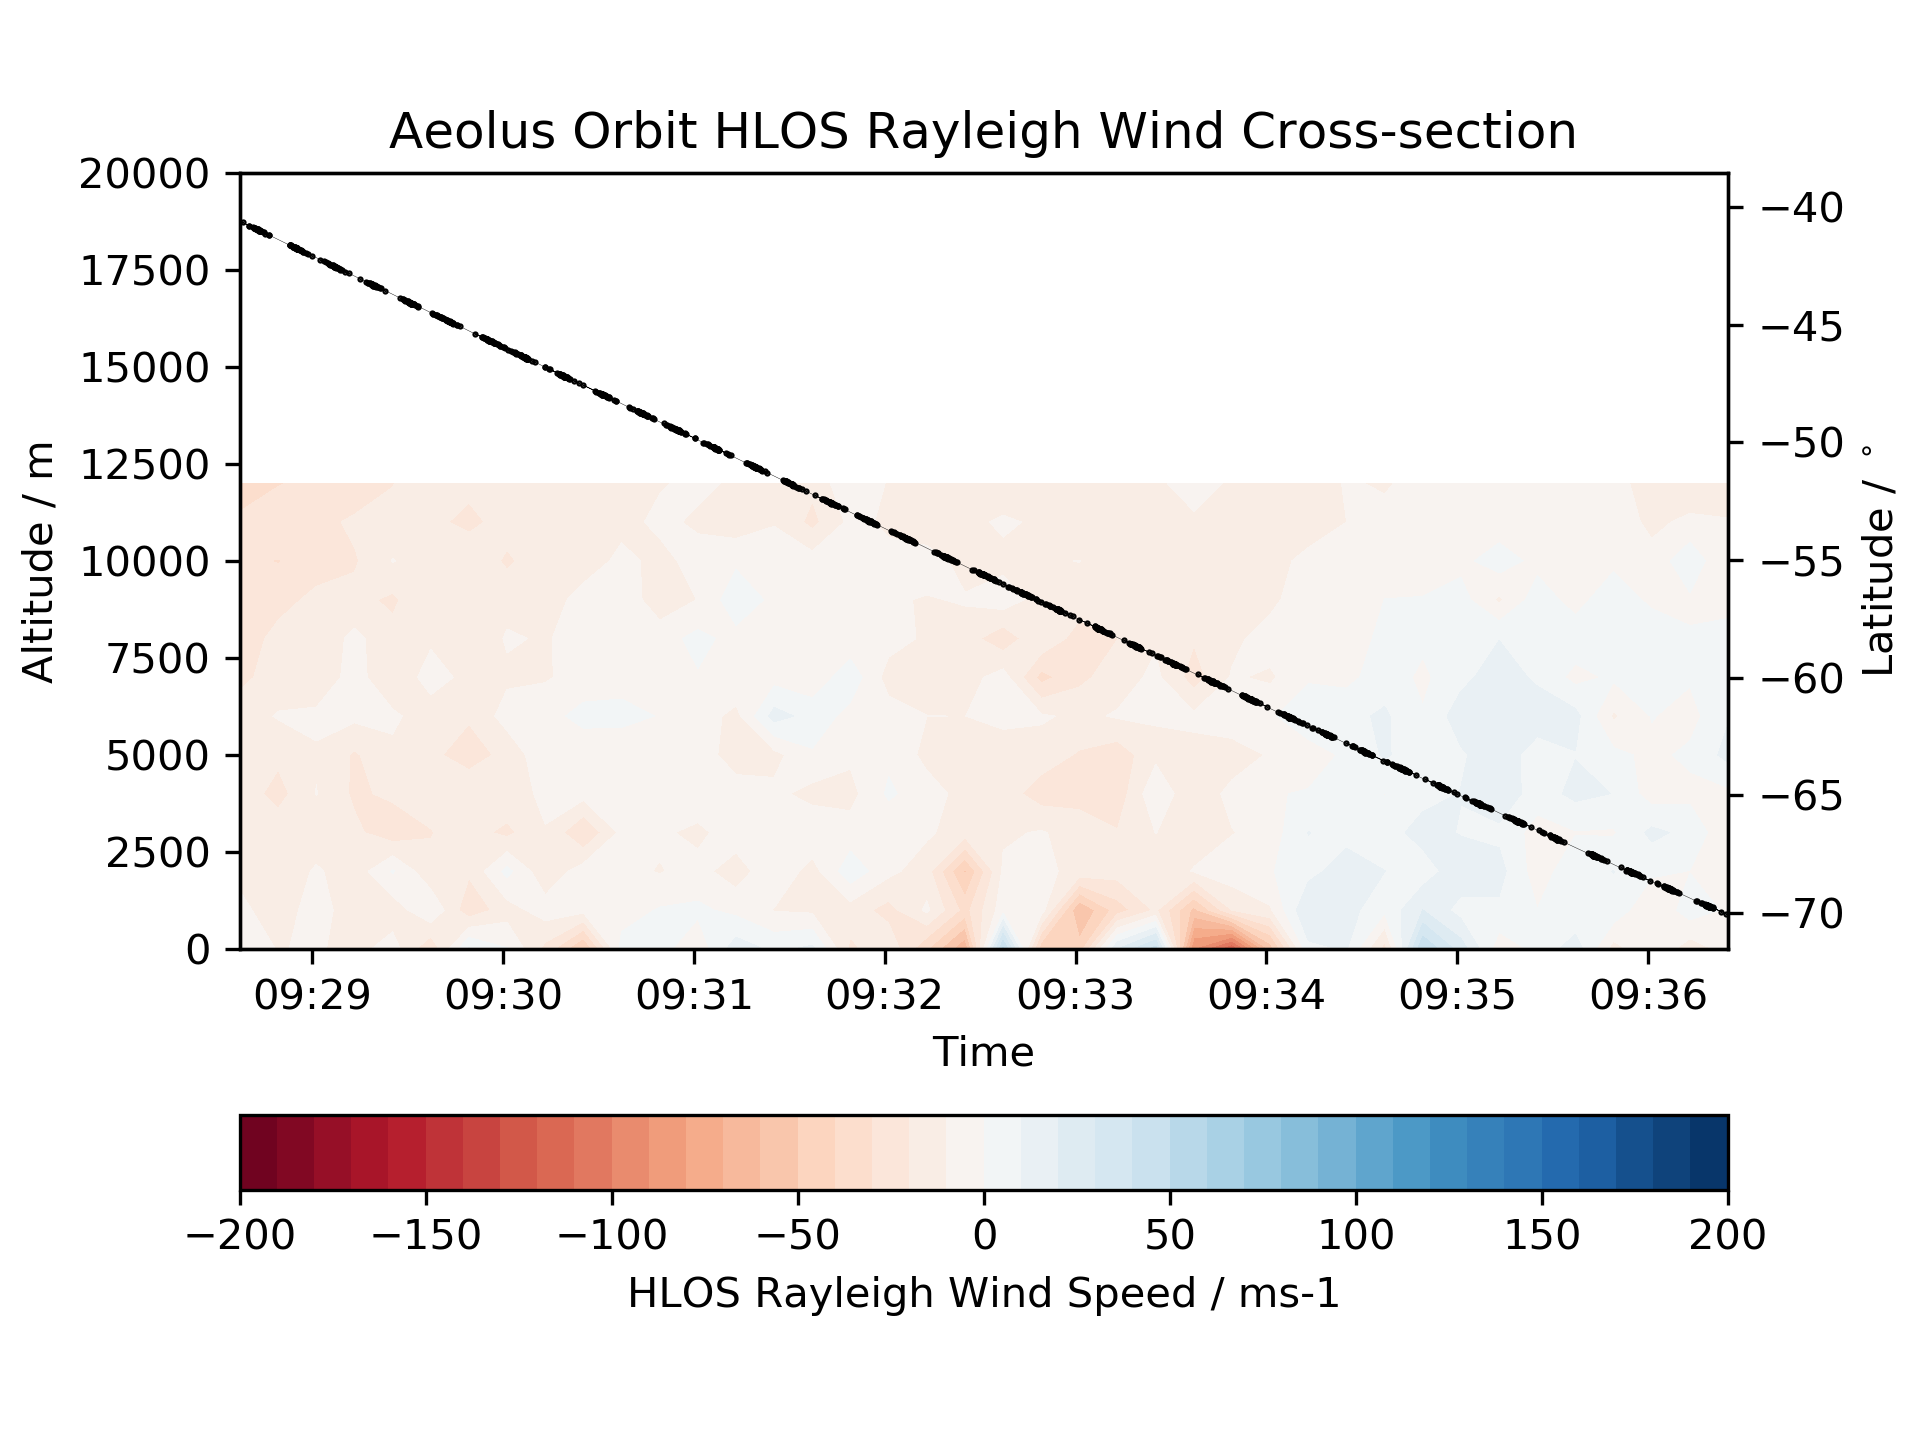 Aeolus Orbit HLOS Rayleigh Wind Cross-section
20000
17500
15000
12500
10000
7500
5000
2500
0
Altitude / m
−40
−45
−50
−55
−60
−65
−70
Latitude / °
09:29 09:30 09:31 09:32 09:33 09:34 09:35 09:36
Time
−200 −150 −100 −50 0 50 100 150 200
HLOS Rayleigh Wind Speed / ms-1